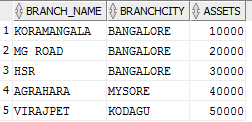 BRANCH_NAME BRANCHCITY ASSETS
1 KORAMANGALA BANGALORE 10000
2 MG ROAD BANGALORE 20000
3 HSR BANGALORE 30000
4 AGRAHARA MYSORE 40000
5 VIRAJPET KODAGU 50000